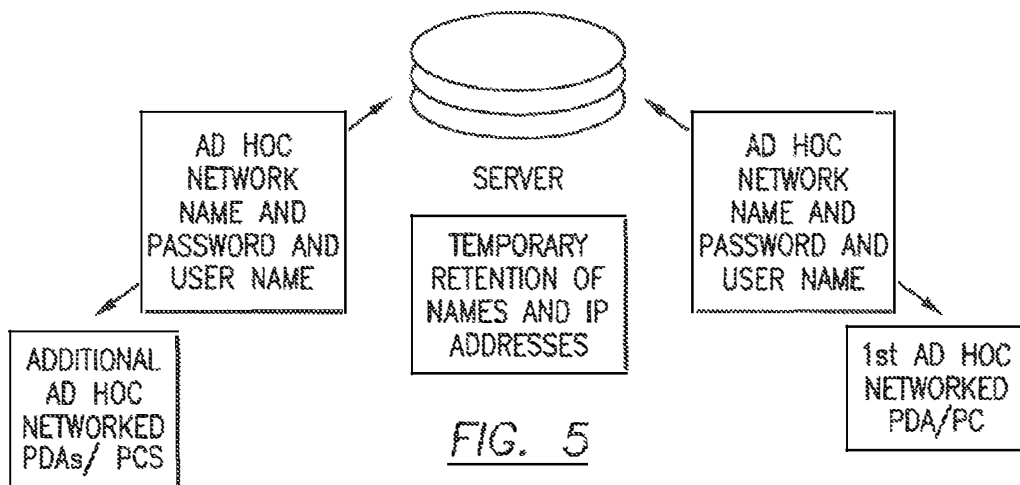 AD HOC
NETWORK
NAME AND
PASSWORD AND
USER NAME
SERVER
TEMPORARY
RETENTION OF
NAMES AND IP
ADDRESSES
AD HOC
NETWORK
NAME AND
PASSWORD AND
USER NAME
ADDITIONAL
AD HOC
NETWORKED
PDAs/ PCS
1st AD HOC
NETWORKED
PDA/PC
FIG. 5